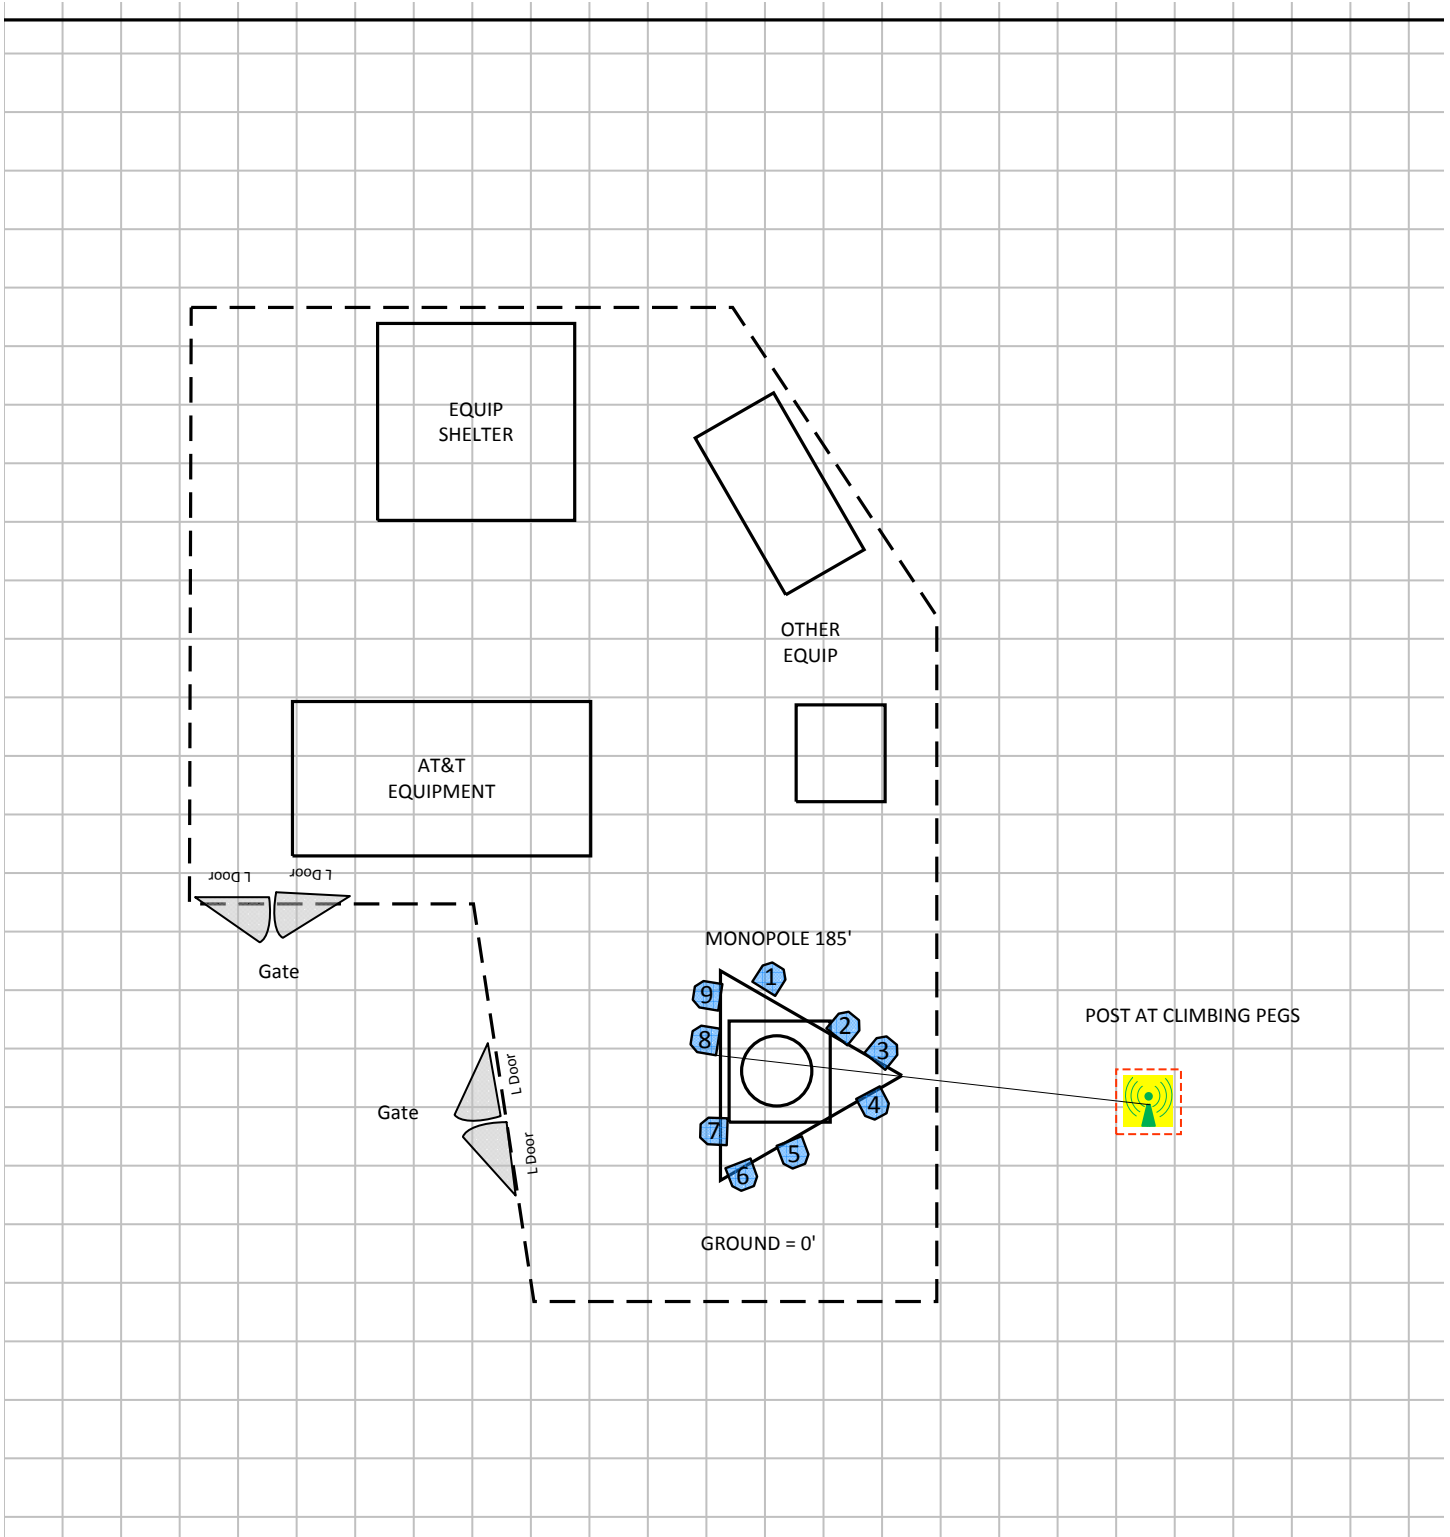 EQUIP
SHELTER
OTHER
EQUIP
AT&T
EQUIPMENT
L Door
L Door
Gate
MONOPOLE 185'
1
9
2
8
3
POST AT CLIMBING PEGS
L Door
Gate
4
7
L Door
5
6
GROUND = 0'